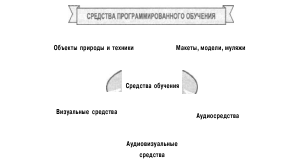 СРЕДСТВА ПРОГРАММИРОВАННОГО ОБУЧЕНИЯ
Объекты природы и техники
Макеты, модели, муляжи
Средства обучения
Визуальные средства
Аудиосредства
Аудиовизуальные
средства